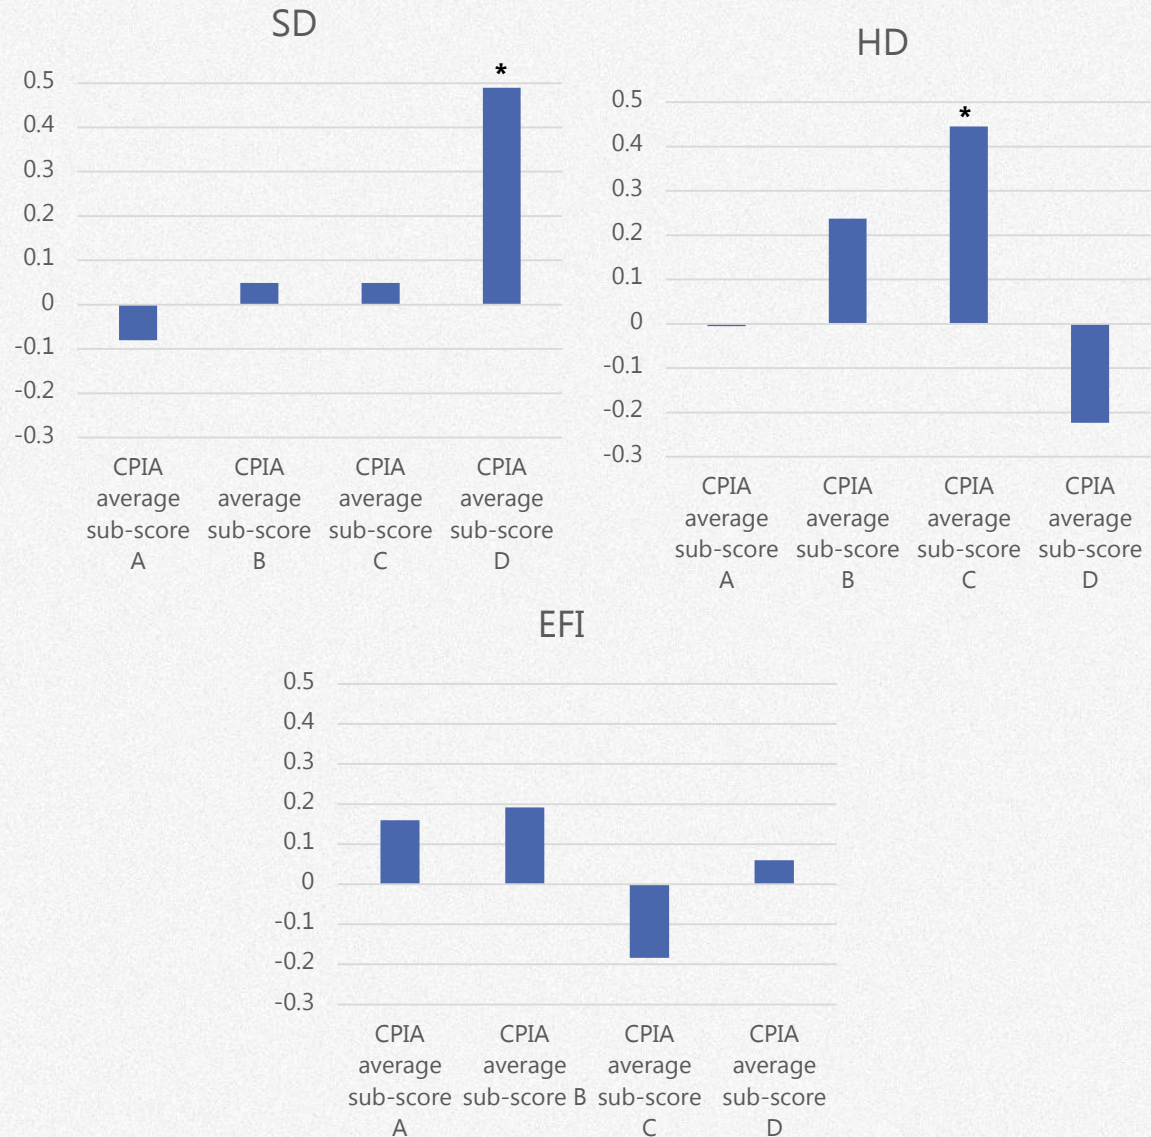 SD
*
0.5
0.4
0.3
0.2
0.1
0
-0.1
-0.2
-0.3
CPIA
average
sub-score
A
CPIA
average
sub-score
B
CPIA
average
sub-score
C
CPIA
average
sub-score
D
HD
*
0.5
0.4
0.3
0.2
0.1
0
-0.1
-0.2
-0.3
CPIA
average
sub-score
A
CPIA
average
sub-score
B
CPIA
average
sub-score
C
CPIA
average
sub-score
D
EFI
0.5
0.4
0.3
0.2
0.1
0
-0.1
-0.2
-0.3
CPIA
average
sub-score
A
CPIA
average
sub-score B
CPIA
average
sub-score
C
CPIA
average
sub-score
D